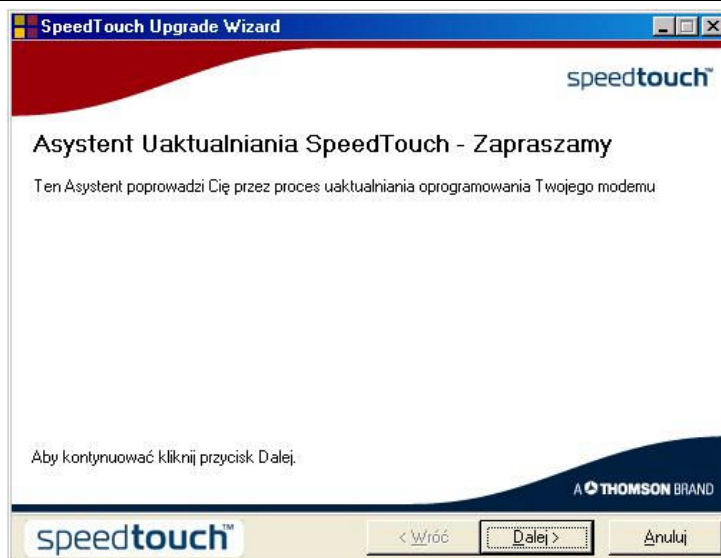 SpeedTouch Upgrade Wizard
speedtouch™
Asystent Uaktualniania SpeedTouch - Zapraszamy
Ten Asystent poprowadzi Cię przez proces uaktualniania oprogramowania Twojego modemu
Aby kontynuować kliknij przycisk Dalej.
A THOMSON BRAND
speedtouch™
< Wróć Dalej > Anuluj